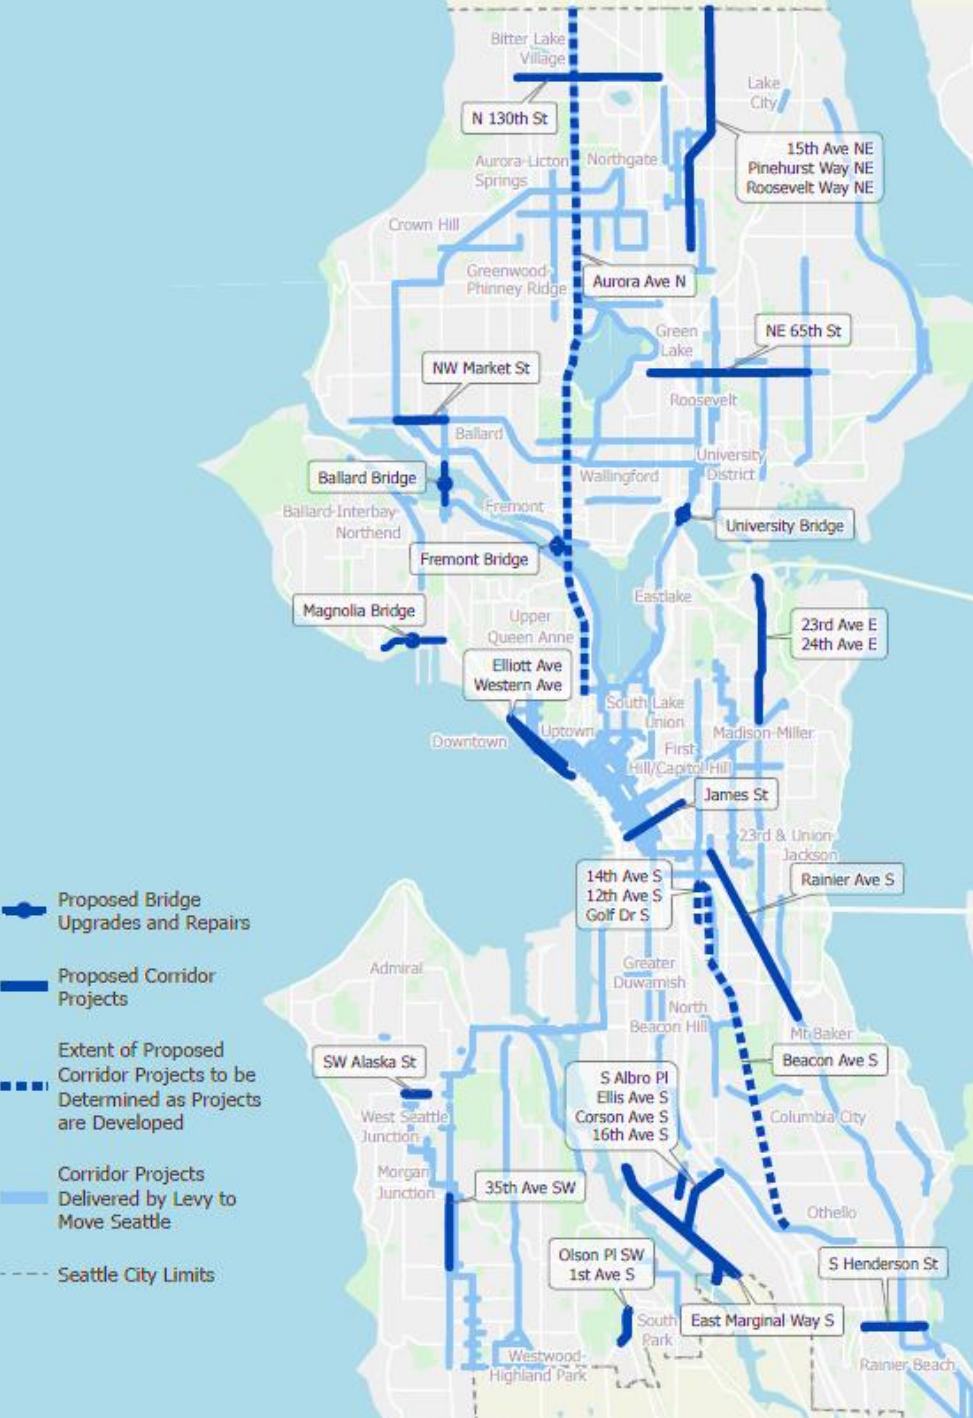 Bitter Lake
Village
Lake
City
N 130th St
15th Ave NE
Pinehurst Way NE
Roosevelt Way NE
Aurora-Licton
Springs
Northgate
Crown Hill
Greenwood-
Phinney Ridge
Aurora Ave N
Green
Lake
NE 65th St
NW Market St
Roosevelt
Ballard
University
District
Ballard Bridge
Wallingford
Ballard-Interbay-
Northend
Fremont
University Bridge
Fremont Bridge
Eastlake
Magnolia Bridge
Upper
Queen Anne
23rd Ave E
24th Ave E
Elliott Ave
Western Ave
South Lake
Union
Downtown
Uptown
Madison-Miller
First
Hill/Capitol Hill
James St
23rd & Union-
Jackson
14th Ave S
12th Ave S
Golf Dr S
Rainier Ave S
Proposed Bridge
Upgrades and Repairs
Admiral
Greater
Duwamish
Proposed Corridor
Projects
North
Beacon Hill
Mt Baker
Extent of Proposed
Corridor Projects to be
Determined as Projects
are Developed
SW Alaska St
Beacon Ave S
S Albro Pl
Ellis Ave S
Corson Ave S
16th Ave S
West Seattle
Junction
Columbia City
Corridor Projects
Delivered by Levy to
Move Seattle
Morgan
Junction
35th Ave SW
Othello
Seattle City Limits
Olson Pl SW
1st Ave S
S Henderson St
South
Park
East Marginal Way S
Westwood-
Highland Park
Rainier Beach